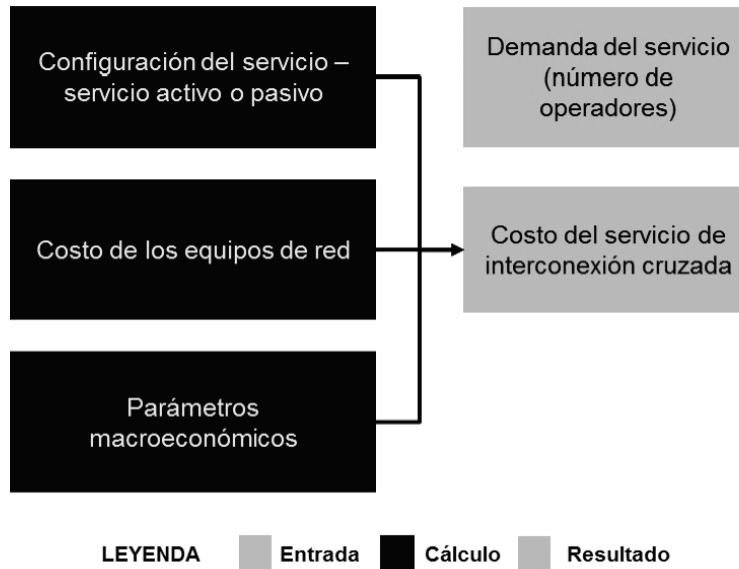 Configuración del servicio –
servicio activo o pasivo
Demanda del servicio
(número de
operadores)
Costo de los equipos de red
Costo del servicio de
interconexión cruzada
Parámetros
macroeconómicos
LEYENDA Entrada Cálculo Resultado